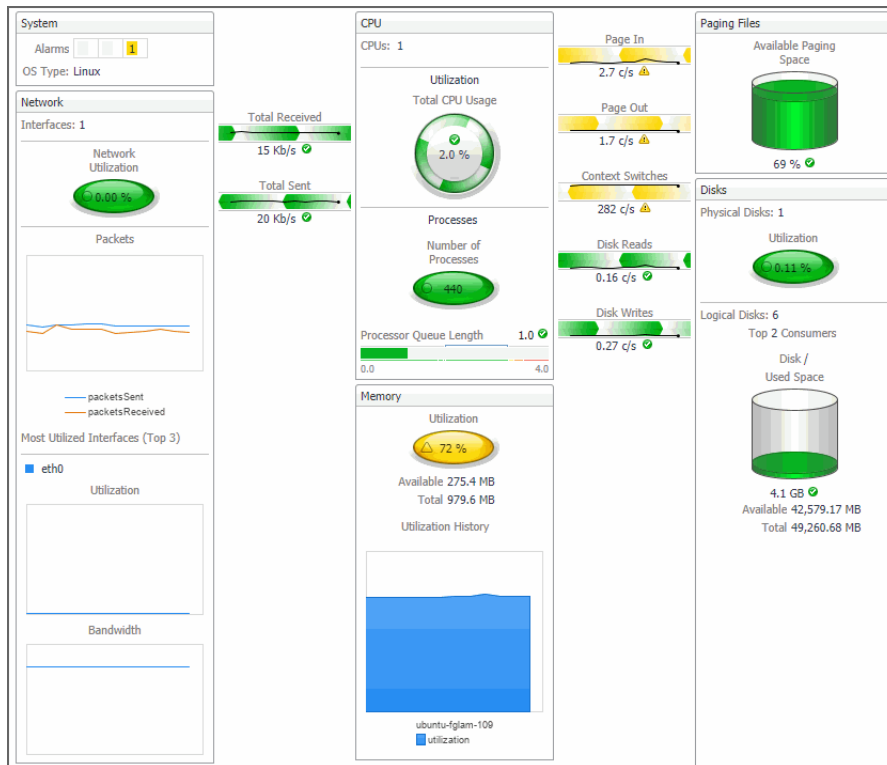 System
Alarms 1
OS Type: Linux
Network
Interfaces: 1
Network
Utilization
0.00 %
Packets
packetsSent
packetsReceived
Most Utilized Interfaces (Top 3)
eth0
Utilization
Bandwidth
Total Received
15 Kb/s
Total Sent
20 Kb/s
CPU
CPUs: 1
Utilization
Total CPU Usage
2.0 %
Processes
Number of
Processes
440
Processor Queue Length 1.0
0.0 4.0
Memory
Utilization
72 %
Available 275.4 MB
Total 979.6 MB
Utilization History
ubuntu-fglam-109
utilization
Page In
2.7 c/s
Page Out
1.7 c/s
Context Switches
282 c/s
Disk Reads
0.16 c/s
Disk Writes
0.27 c/s
Paging Files
Available Paging
Space
69 %
Disks
Physical Disks: 1
Utilization
0.11 %
Logical Disks: 6
Top 2 Consumers
Disk /
Used Space
4.1 GB
Available 42,579.17 MB
Total 49,260.68 MB